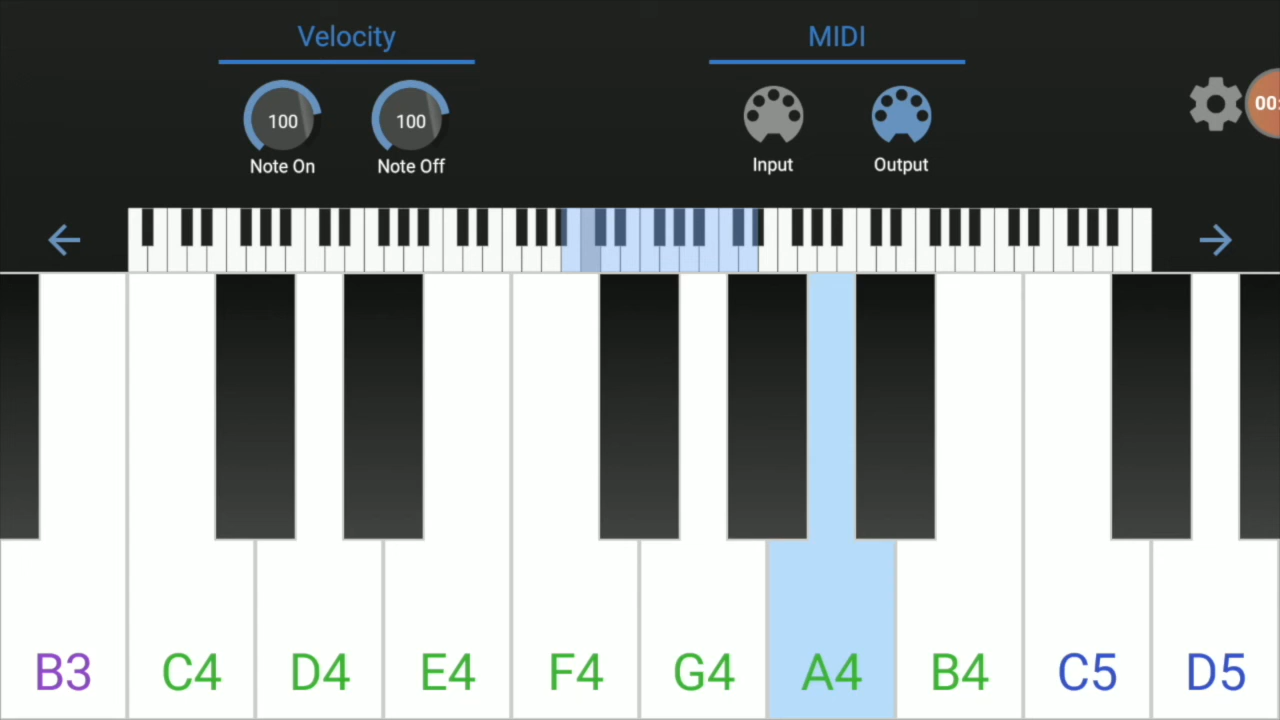 Velocity
MIDI
100
100
00:
Note On
Note Off
Input
Output
B3
C4
D4
E4
F4
G4
A4
B4
C5
D5